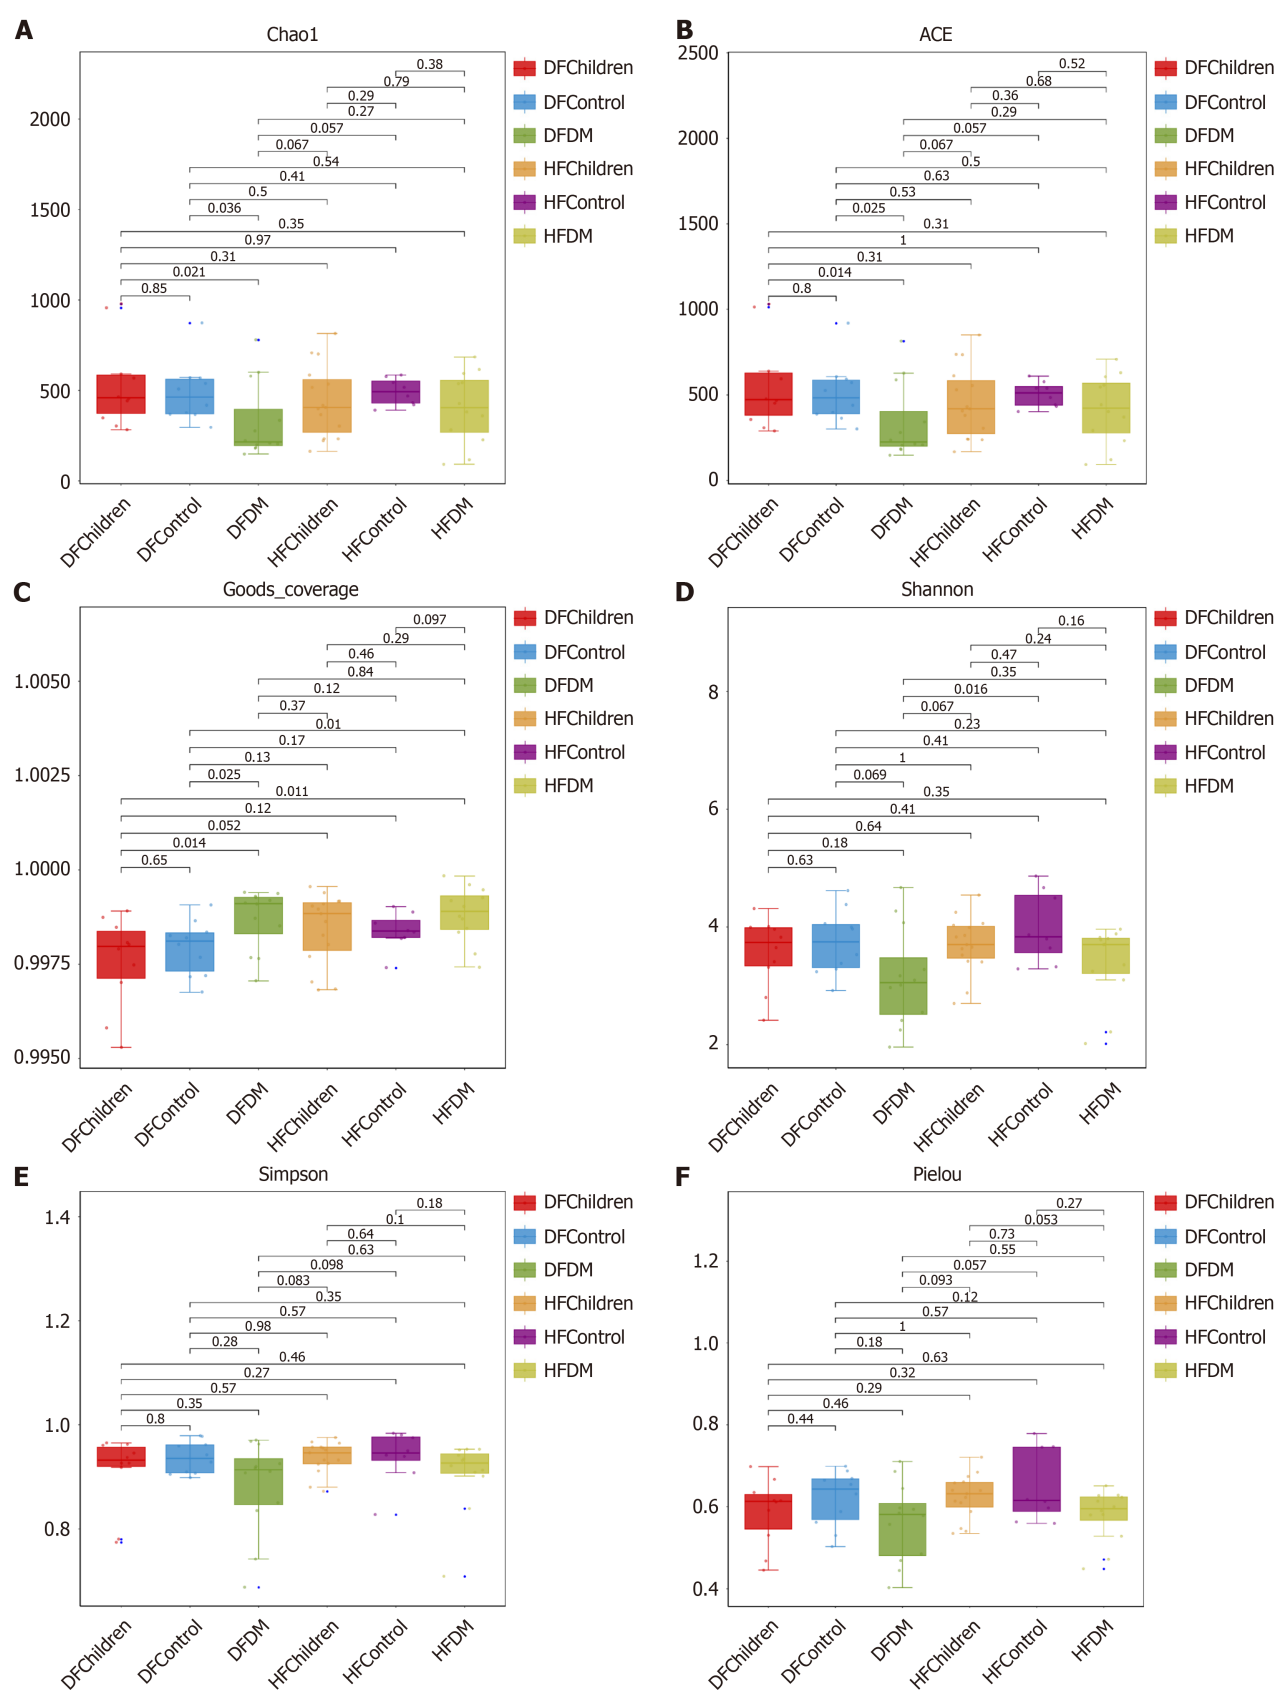 A
Chao1
0.38
0.79
0.29
0.27
0.057
0.067
0.54
0.41
0.5
0.036
0.35
0.97
0.31
0.021
0.85
2000
1500
1000
500
0
DFChildren
DFControl
DFDM
HFChildren
HFControl
HFDM
DFChildren
DFControl
DFDM
HFChildren
HFControl
HFDM
B
ACE
0.52
0.68
0.36
0.29
0.057
0.067
0.5
0.63
0.53
0.025
0.31
1
0.31
0.014
0.8
2500
2000
1500
1000
500
0
DFChildren
DFControl
DFDM
HFChildren
HFControl
HFDM
DFChildren
DFControl
DFDM
HFChildren
HFControl
HFDM
C
Goods_coverage
0.097
0.29
0.46
0.84
0.12
0.37
0.01
0.17
0.13
0.025
0.011
0.12
0.052
0.014
0.65
1.0050
1.0025
1.0000
0.9975
0.9950
DFChildren
DFControl
DFDM
HFChildren
HFControl
HFDM
DFChildren
DFControl
DFDM
HFChildren
HFControl
HFDM
D
Shannon
0.16
0.24
0.47
0.35
0.016
0.067
0.23
0.41
1
0.069
0.35
0.41
0.64
0.18
0.63
8
6
4
2
DFChildren
DFControl
DFDM
HFChildren
HFControl
HFDM
DFChildren
DFControl
DFDM
HFChildren
HFControl
HFDM
E
Simpson
0.18
0.1
0.64
0.63
0.098
0.083
0.35
0.57
0.98
0.28
0.46
0.27
0.57
0.35
0.8
1.4
1.2
1.0
0.8
DFChildren
DFControl
DFDM
HFChildren
HFControl
HFDM
DFChildren
DFControl
DFDM
HFChildren
HFControl
HFDM
F
Pielou
0.27
0.053
0.73
0.55
0.057
0.093
0.12
0.57
1
0.18
0.63
0.32
0.29
0.46
0.44
1.2
1.0
0.8
0.6
0.4
DFChildren
DFControl
DFDM
HFChildren
HFControl
HFDM
DFChildren
DFControl
DFDM
HFChildren
HFControl
HFDM